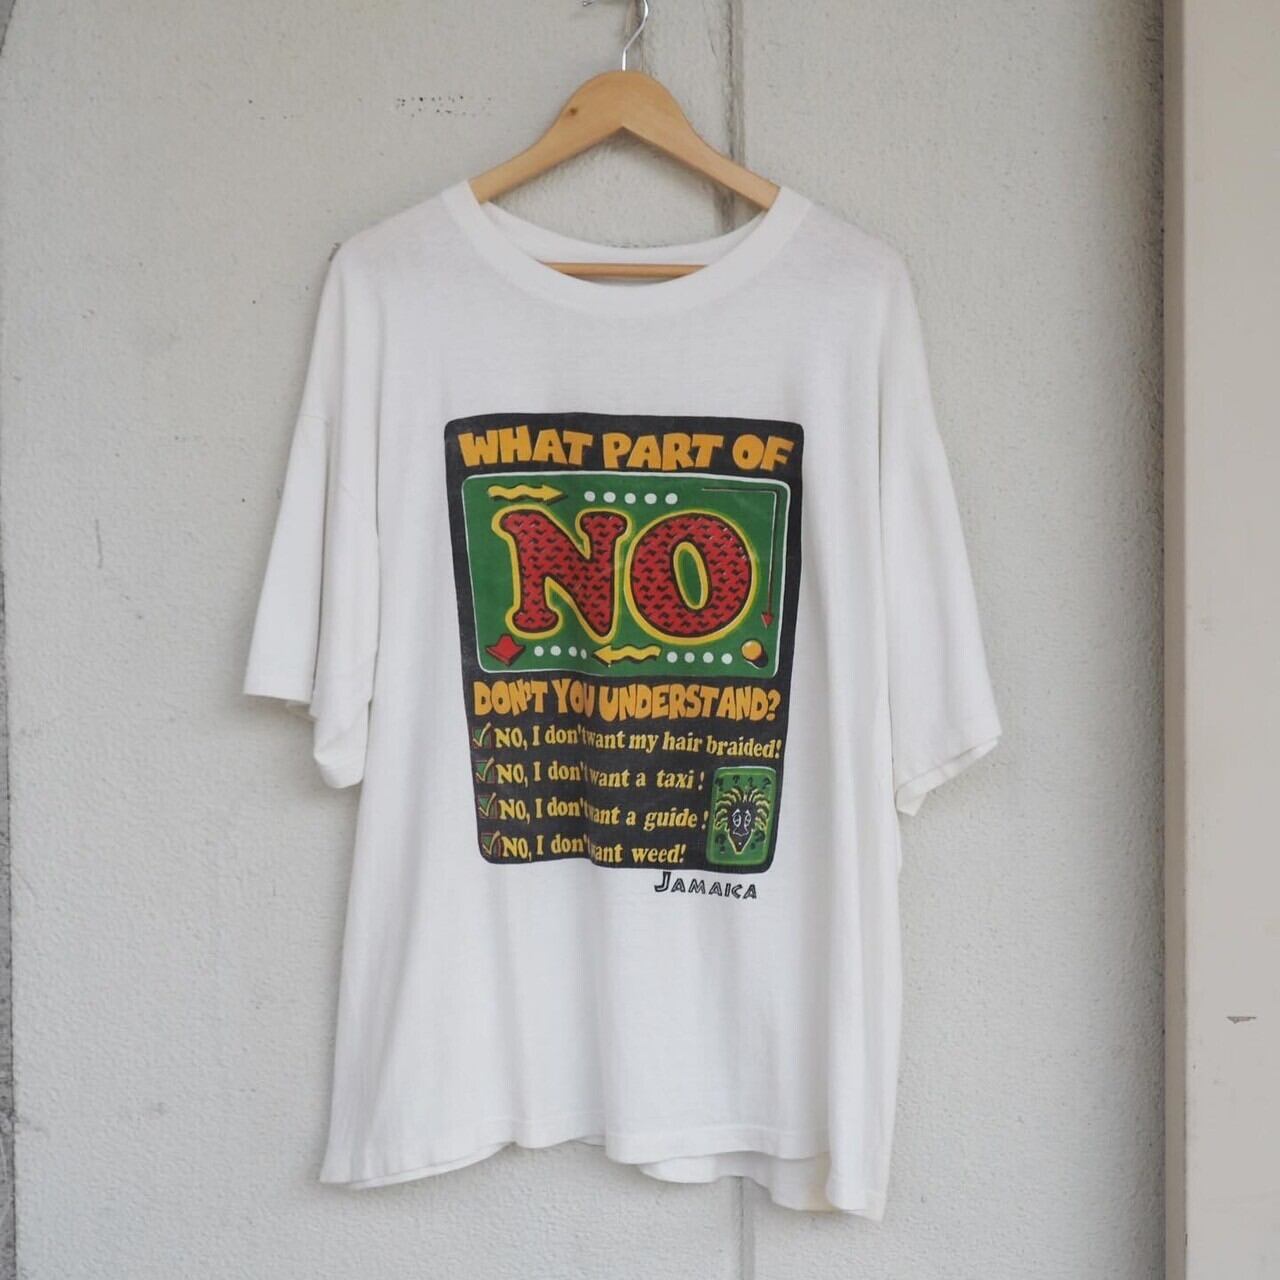 WHAT PART OF
NO
DON'T YOU UNDERSTAND?
NO, I don't want my hair braided!
NO, I don't want a taxi!
NO, I don't want a guide!
NO, I don't want weed!
JAMAICA